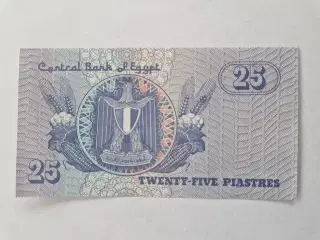 Central Bank of Egypt
25
25
TWENTY-FIVE PIASTRES